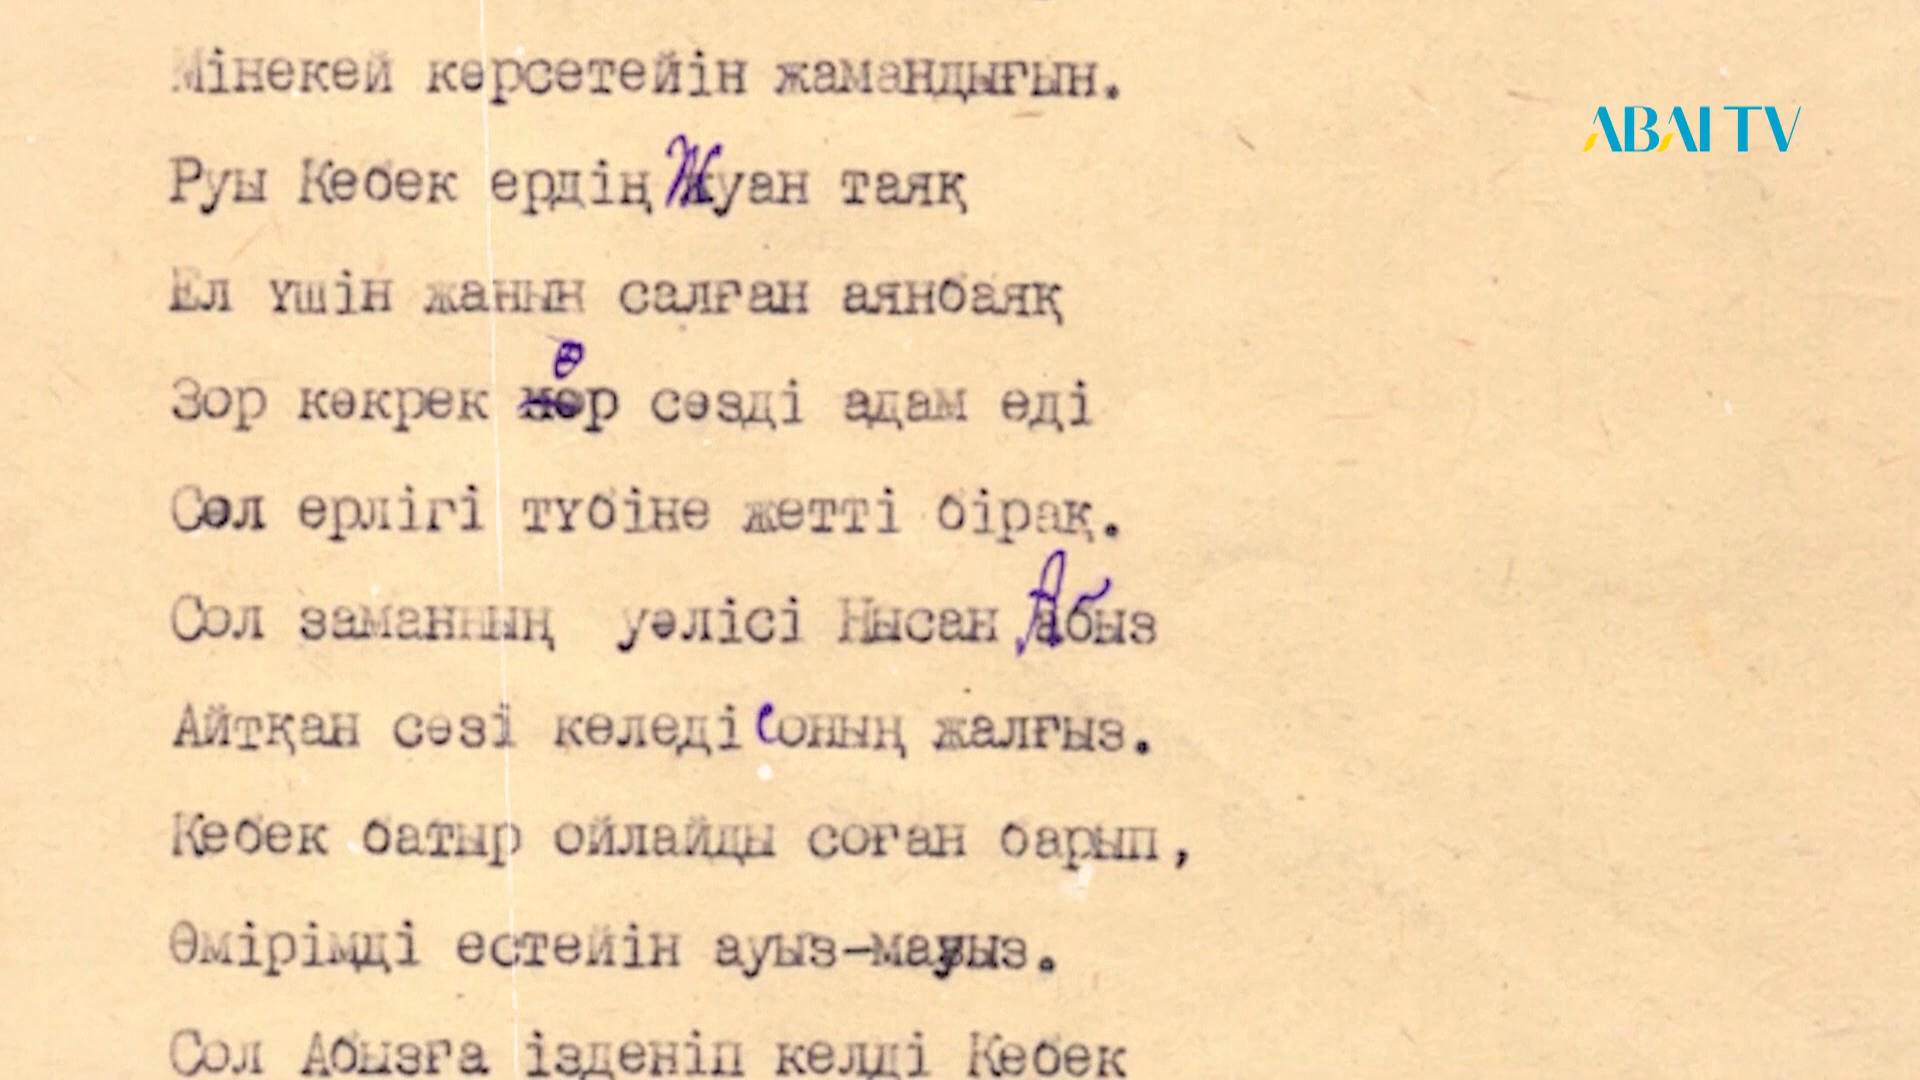 Мінекей көрсетейін жамандығын.
ABAI TV
Руы Кебек ердің Жуан таяқ
Ел үшін жанын салған аянбаяқ
Зор көкрек өр сөзді адам еді
Сол ерлігі түбіне жетті бірақ.
Сол заманның уәлісі Нысан Абыз
Айтқан сөзі келеді соның жалғыз.
Кебек батыр ойлайды соған барып,
Өмірімді естейін ауыз-мауыз.
Сол Абызға ізденіп келді Кебек